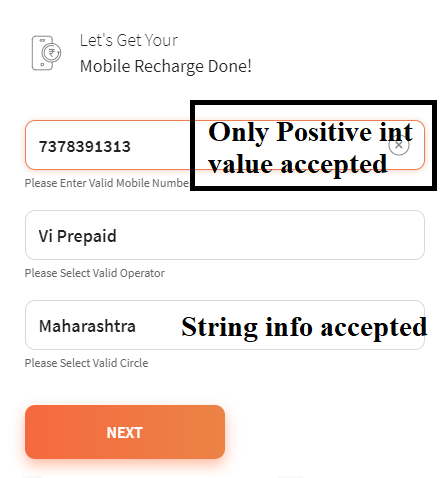 Let's Get Your
Mobile Recharge Done!
7378391313
Only Positive int
value accepted
Please Enter Valid Mobile Numbe
Vi Prepaid
Please Select Valid Operator
Maharashtra
String info accepted
Please Select Valid Circle
NEXT